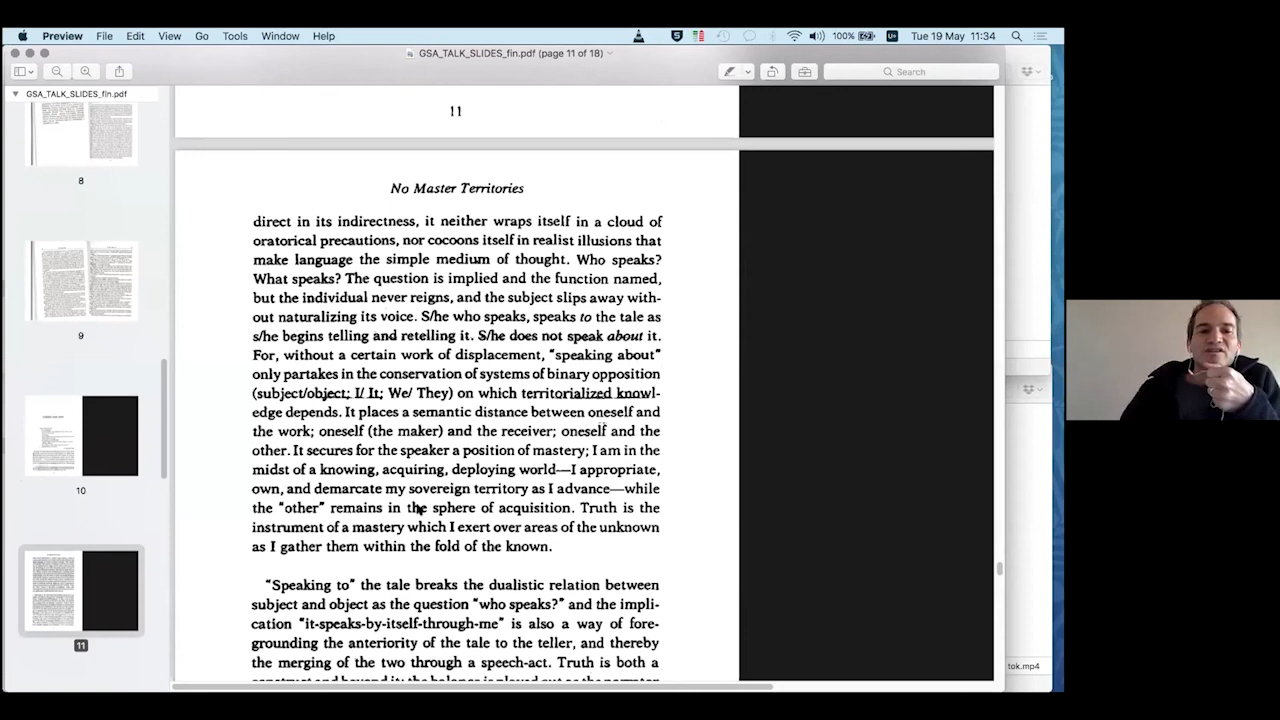 Preview File Edit View Go Tools Window Help 100% Tue 19 May 11:34
GSA_TALK_SLIDES_fin.pdf (page 11 of 18)
Search
GSA_TALK_SLIDES_fin.pdf
8
9
10
11
11
No Master Territories
direct in its indirectness, it neither wraps itself in a cloud of
oratorical precautions, nor cocoons itself in realist illusions that
make language the simple medium of thought. Who speaks?
What speaks? The question is implied and the function named,
but the individual never reigns, and the subject slips away with-
out naturalizing its voice. S/he who speaks, speaks to the tale as
s/he begins telling and retelling it. S/he does not speak about it.
For, without a certain work of displacement, "speaking about"
only partakes in the conservation of systems of binary opposition
(subject/object; I/ It; We/ They) on which territorialized knowl-
edge depends. It places a semantic distance between oneself and
the work; oneself (the maker) and the receiver; oneself and the
other. It secures for the speaker a position of mastery; I am in the
midst of a knowing, acquiring, deploying world—I appropriate,
own, and demarcate my sovereign territory as I advance—while
the "other" remains in the sphere of acquisition. Truth is the
instrument of a mastery which I exert over areas of the unknown
as I gather them within the fold of the known.
"Speaking to" the tale breaks the dualistic relation between
subject and object as the question "who speaks?" and the impli-
cation "it-speaks-by-itself-through-me" is also a way of fore-
grounding the anteriority of the tale to the teller, and thereby
the merging of the two through a speech-act. Truth is both a
tok.mp4